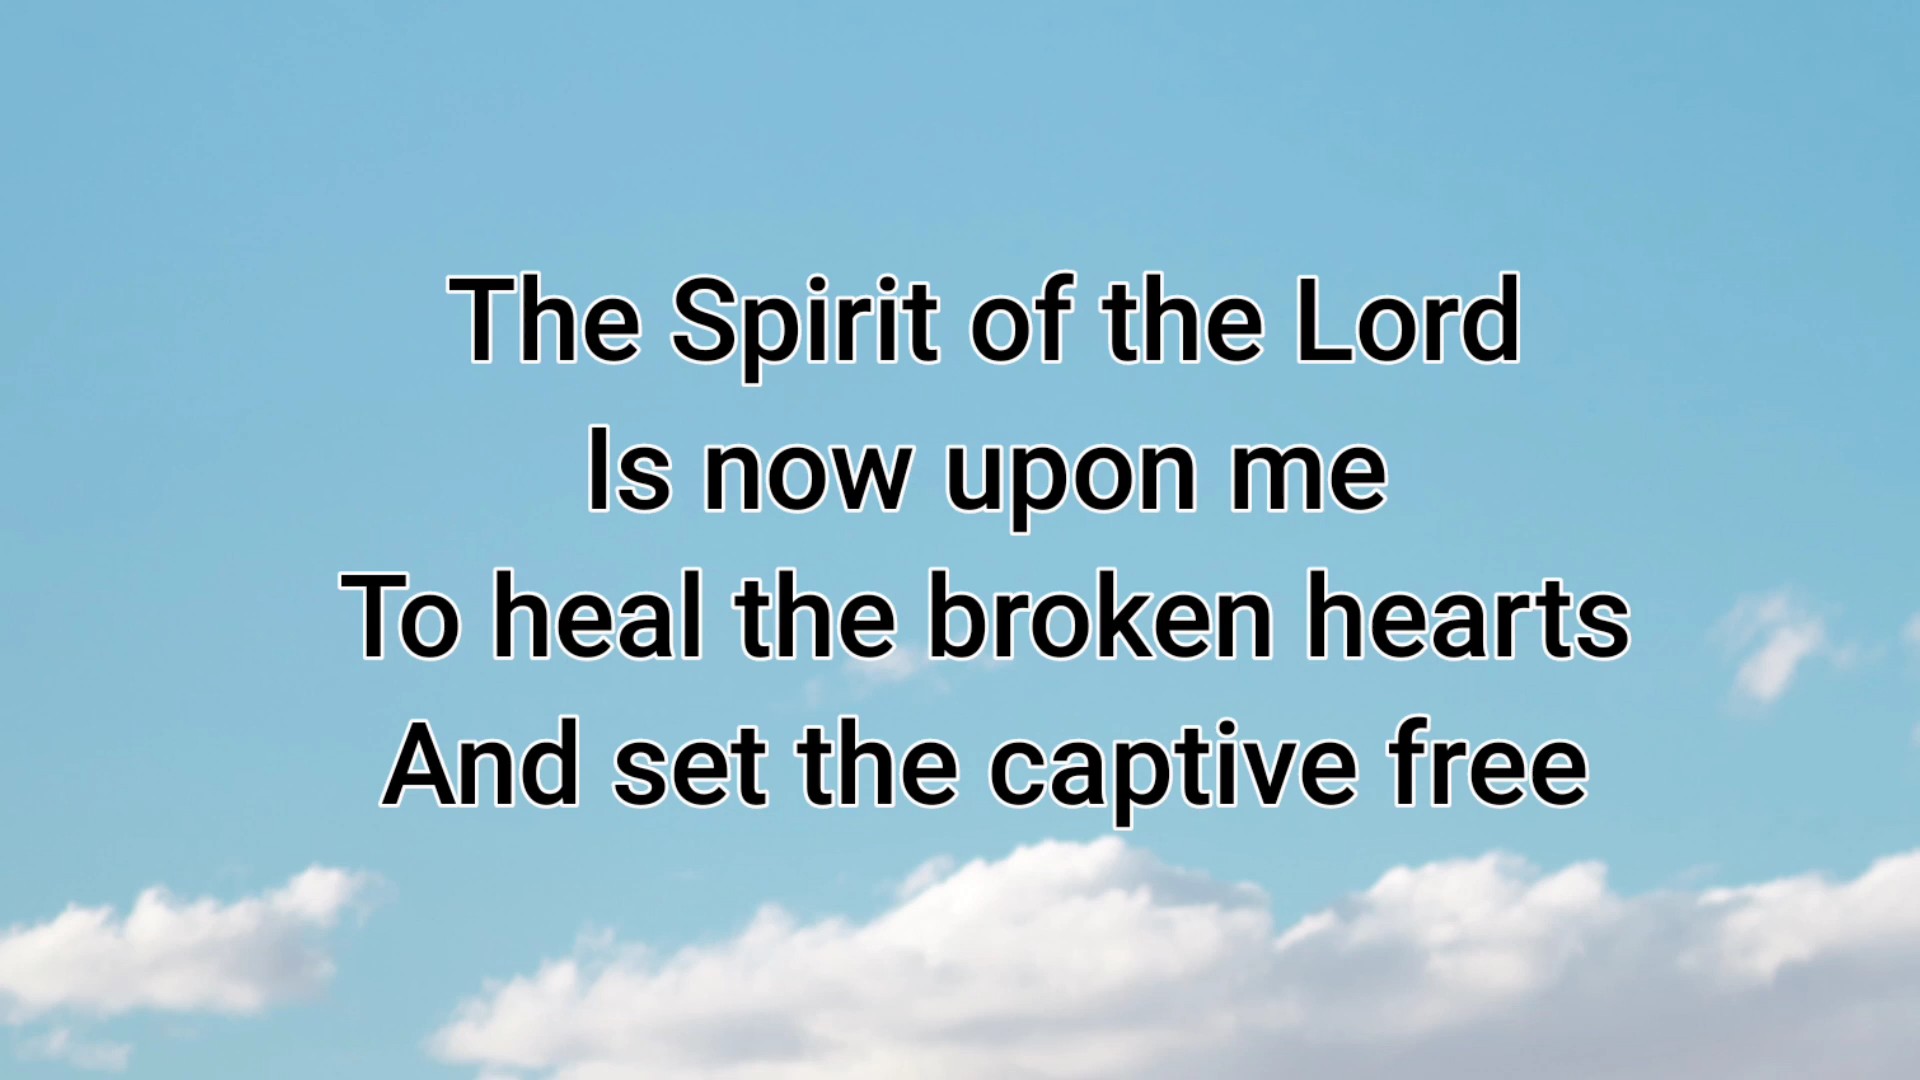 The Spirit of the Lord
Is now upon me
To heal the broken hearts
And set the captive free